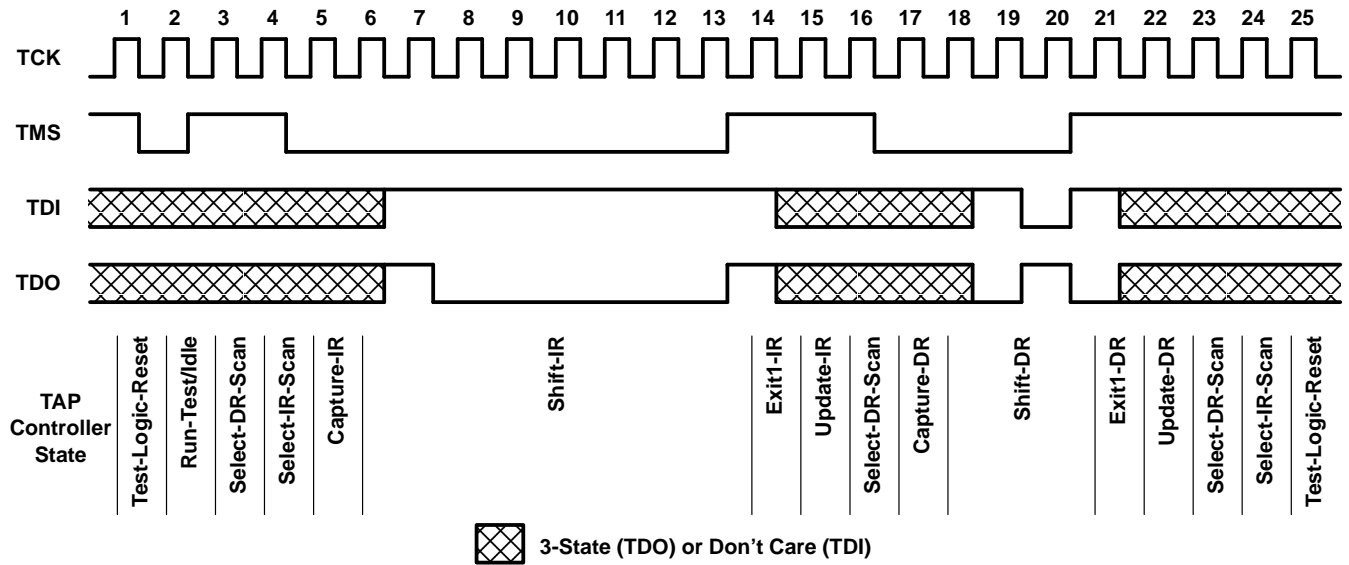 1 2 3 4 5 6 7 8 9 10 11 12 13 14 15 16 17 18 19 20 21 22 23 24 25
TCK
TMS
TDI
TDO
TAP
Controller
State
Test-Logic-Reset
Run-Test/Idle
Select-DR-Scan
Select-IR-Scan
Capture-IR
Shift-IR
Exit1-IR
Update-IR
Select-DR-Scan
Capture-DR
Shift-DR
Exit1-DR
Update-DR
Select-DR-Scan
Select-IR-Scan
Test-Logic-Reset
3-State (TDO) or Don't Care (TDI)